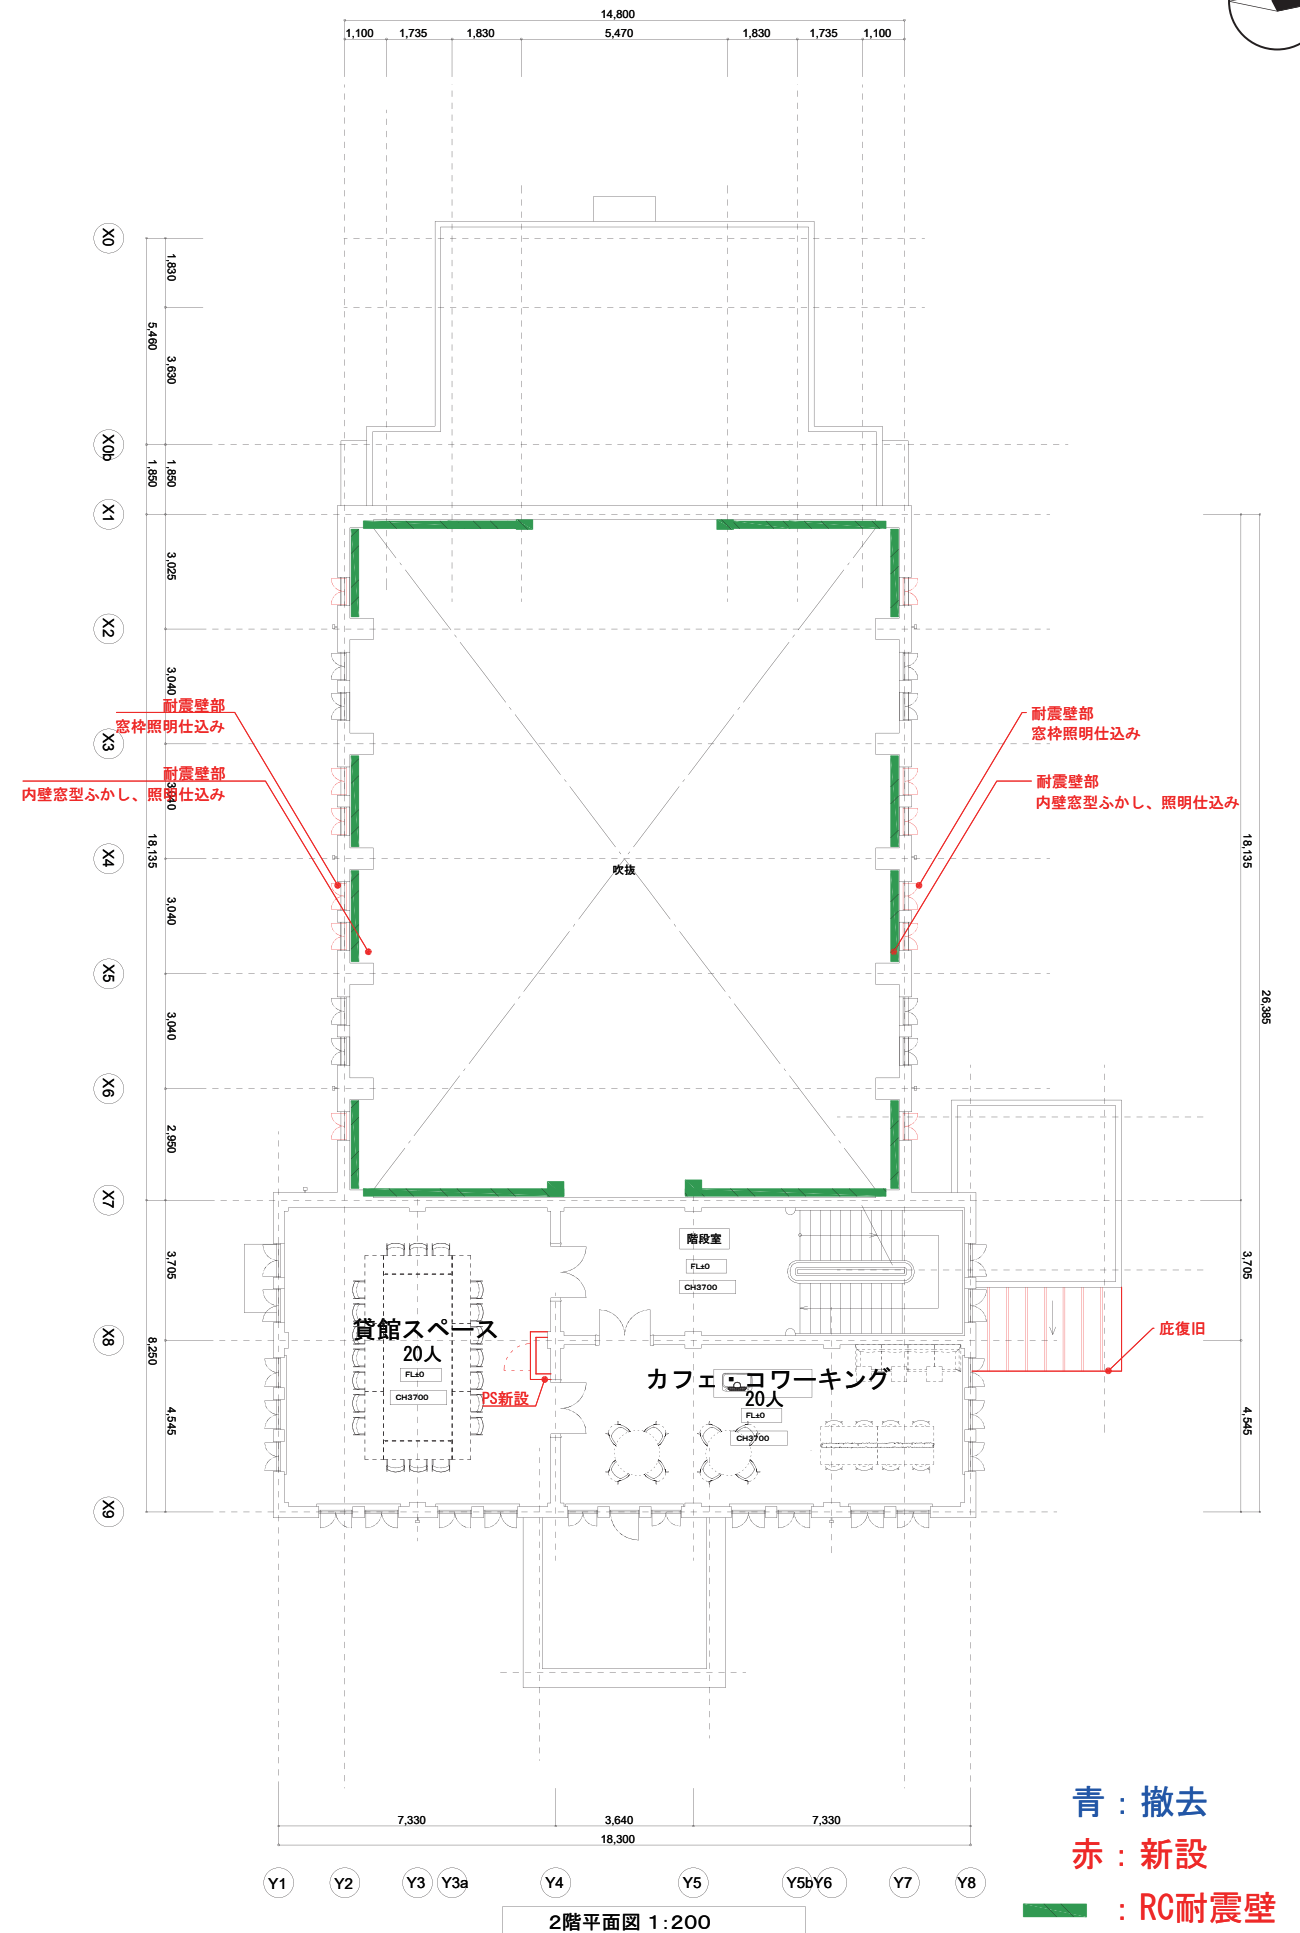 14,800
1,100
1,735
1,830
5,470
1,830
1,735
1,100
X0
1,830
5,460
3,630
X0b
1,850
1,850
X1
3,025
X2
3,040
耐震壁部
窓枠照明仕込み
X3
耐震壁部
内壁窓型ふかし、照明仕込み
3,040
18,135
X4
3,040
X5
3,040
X6
2,950
X7
3,705
X8
8,250
4,545
X9
耐震壁部
窓枠照明仕込み
耐震壁部
内壁窓型ふかし、照明仕込み
18,135
26,385
3,705
4,545
吹抜
階段室
FL±0
CH3700
貸館スペース
20人
FL±0
CH3700
PS新設
カフェ・コワーキング
20人
FL±0
CH3700
庇復旧
7,330
3,640
7,330
18,300
Y1
Y2
Y3
Y3a
Y4
Y5
Y5b
Y6
Y7
Y8
2階平面図 1:200
青：撤去
赤：新設
：RC耐震壁